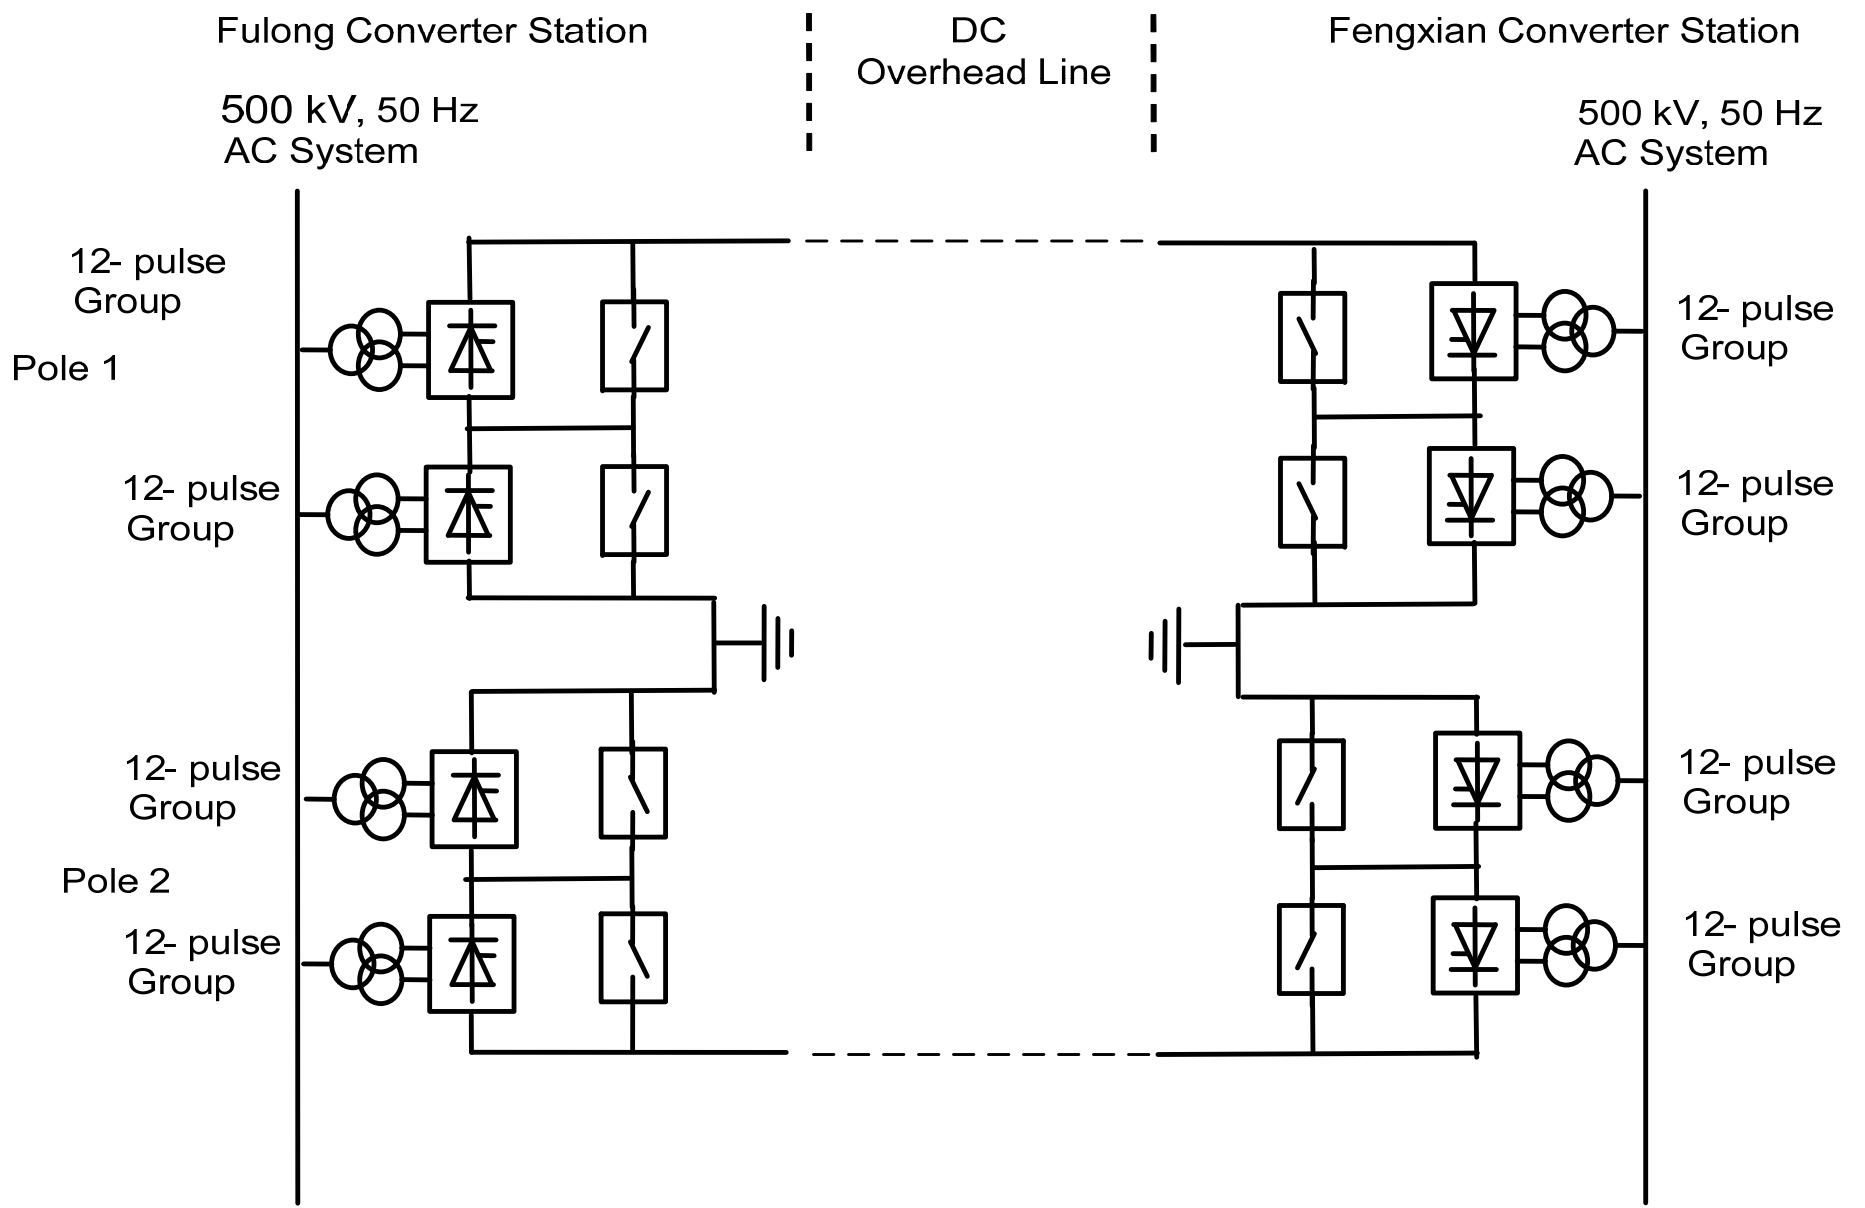 Fulong Converter Station
DC
Overhead Line
Fengxian Converter Station
500 kV, 50 Hz
AC System
500 kV, 50 Hz
AC System
12- pulse
Group
Pole 1
12- pulse
Group
12- pulse
Group
Pole 2
12- pulse
Group
12- pulse
Group
12- pulse
Group
12- pulse
Group
12- pulse
Group